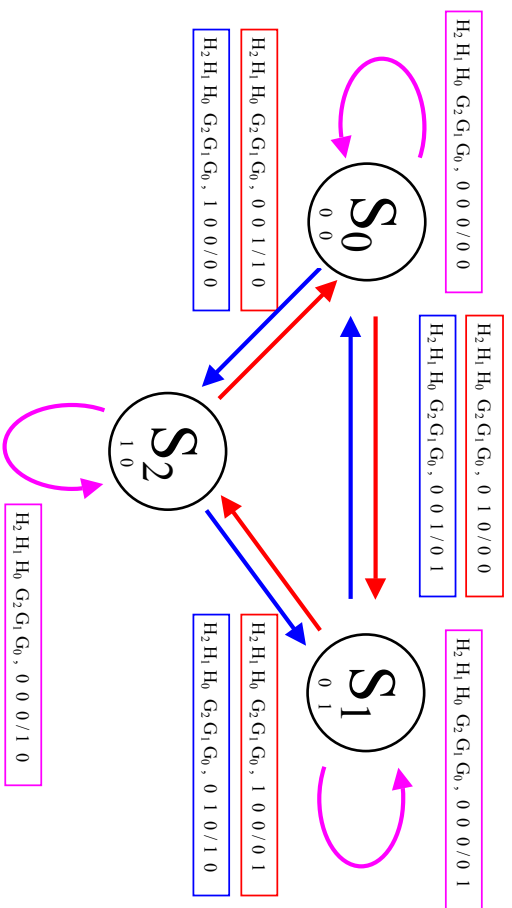 H₂ H₁ H₀ G₂ G₁ G₀ , 0 1 0 / 0 0
H₂ H₁ H₀ G₂ G₁ G₀ , 0 0 0 / 0 0
H₂ H₁ H₀ G₂ G₁ G₀ , 0 0 0 / 0 1
H₂ H₁ H₀ G₂ G₁ G₀ , 0 0 1 / 0 1
S₀
0 0
S₁
0 1
H₂ H₁ H₀ G₂ G₁ G₀ , 0 0 1 / 1 0
H₂ H₁ H₀ G₂ G₁ G₀ , 1 0 0 / 0 1
H₂ H₁ H₀ G₂ G₁ G₀ , 1 0 0 / 0 0
H₂ H₁ H₀ G₂ G₁ G₀ , 0 1 0 / 1 0
S₂
1 0
H₂ H₁ H₀ G₂ G₁ G₀ , 0 0 0 / 1 0